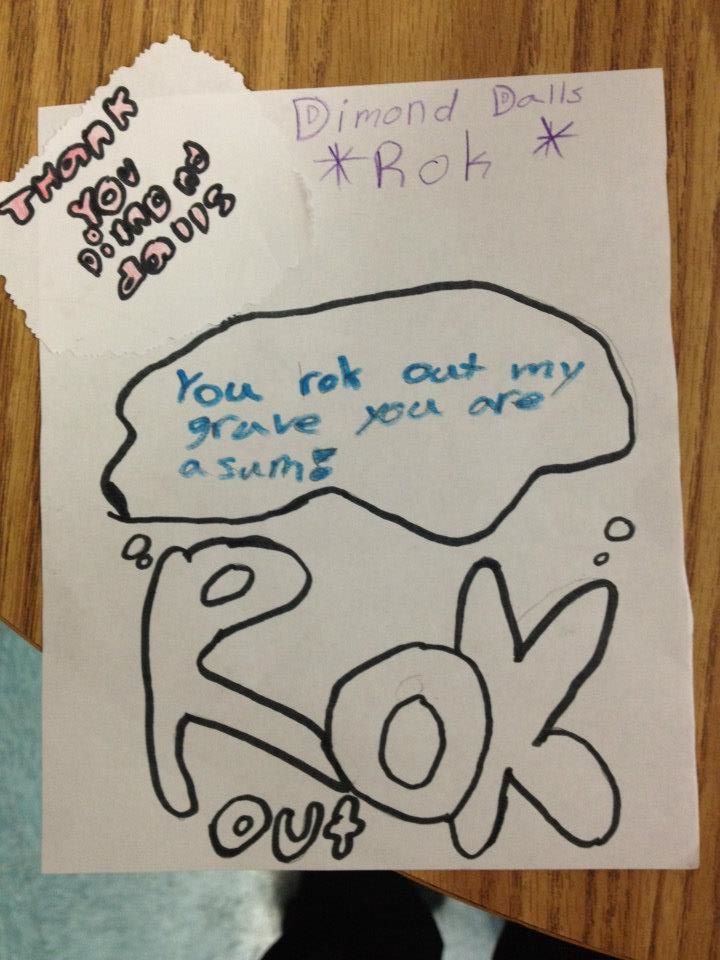 THANK
YOU
Dimond
dalls
Dimond Dalls
*Rok *
You rok out my
grave you are
asum!
Rok
out